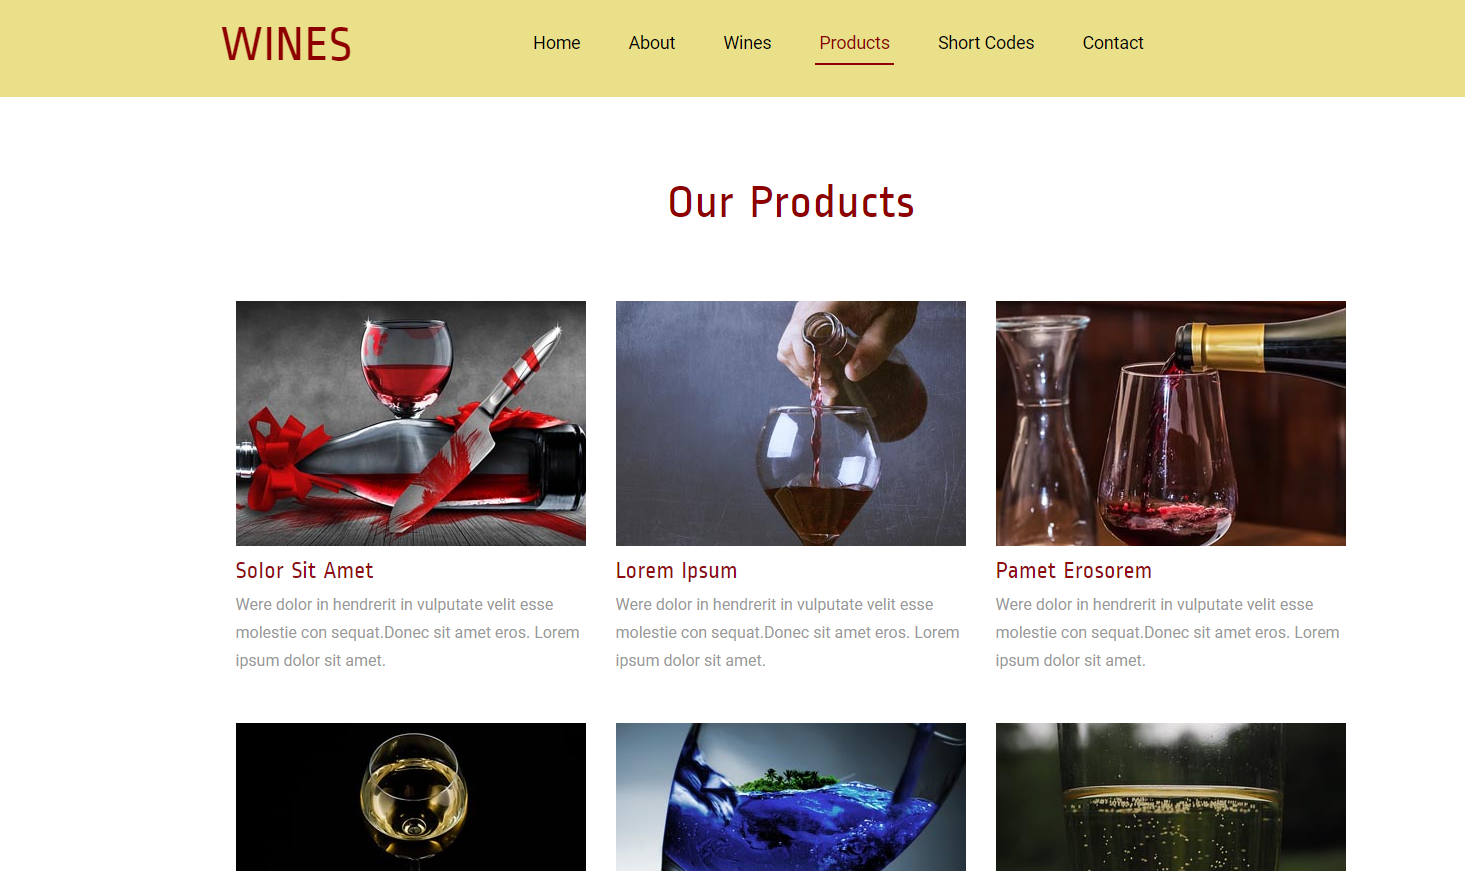 WINES
Home About Wines Products Short Codes Contact
Our Products
Solor Sit Amet
Were dolor in hendrerit in vulputate velit esse
molestie con sequat.Donec sit amet eros. Lorem
ipsum dolor sit amet.
Lorem Ipsum
Were dolor in hendrerit in vulputate velit esse
molestie con sequat.Donec sit amet eros. Lorem
ipsum dolor sit amet.
Pamet Erosorem
Were dolor in hendrerit in vulputate velit esse
molestie con sequat.Donec sit amet eros. Lorem
ipsum dolor sit amet.